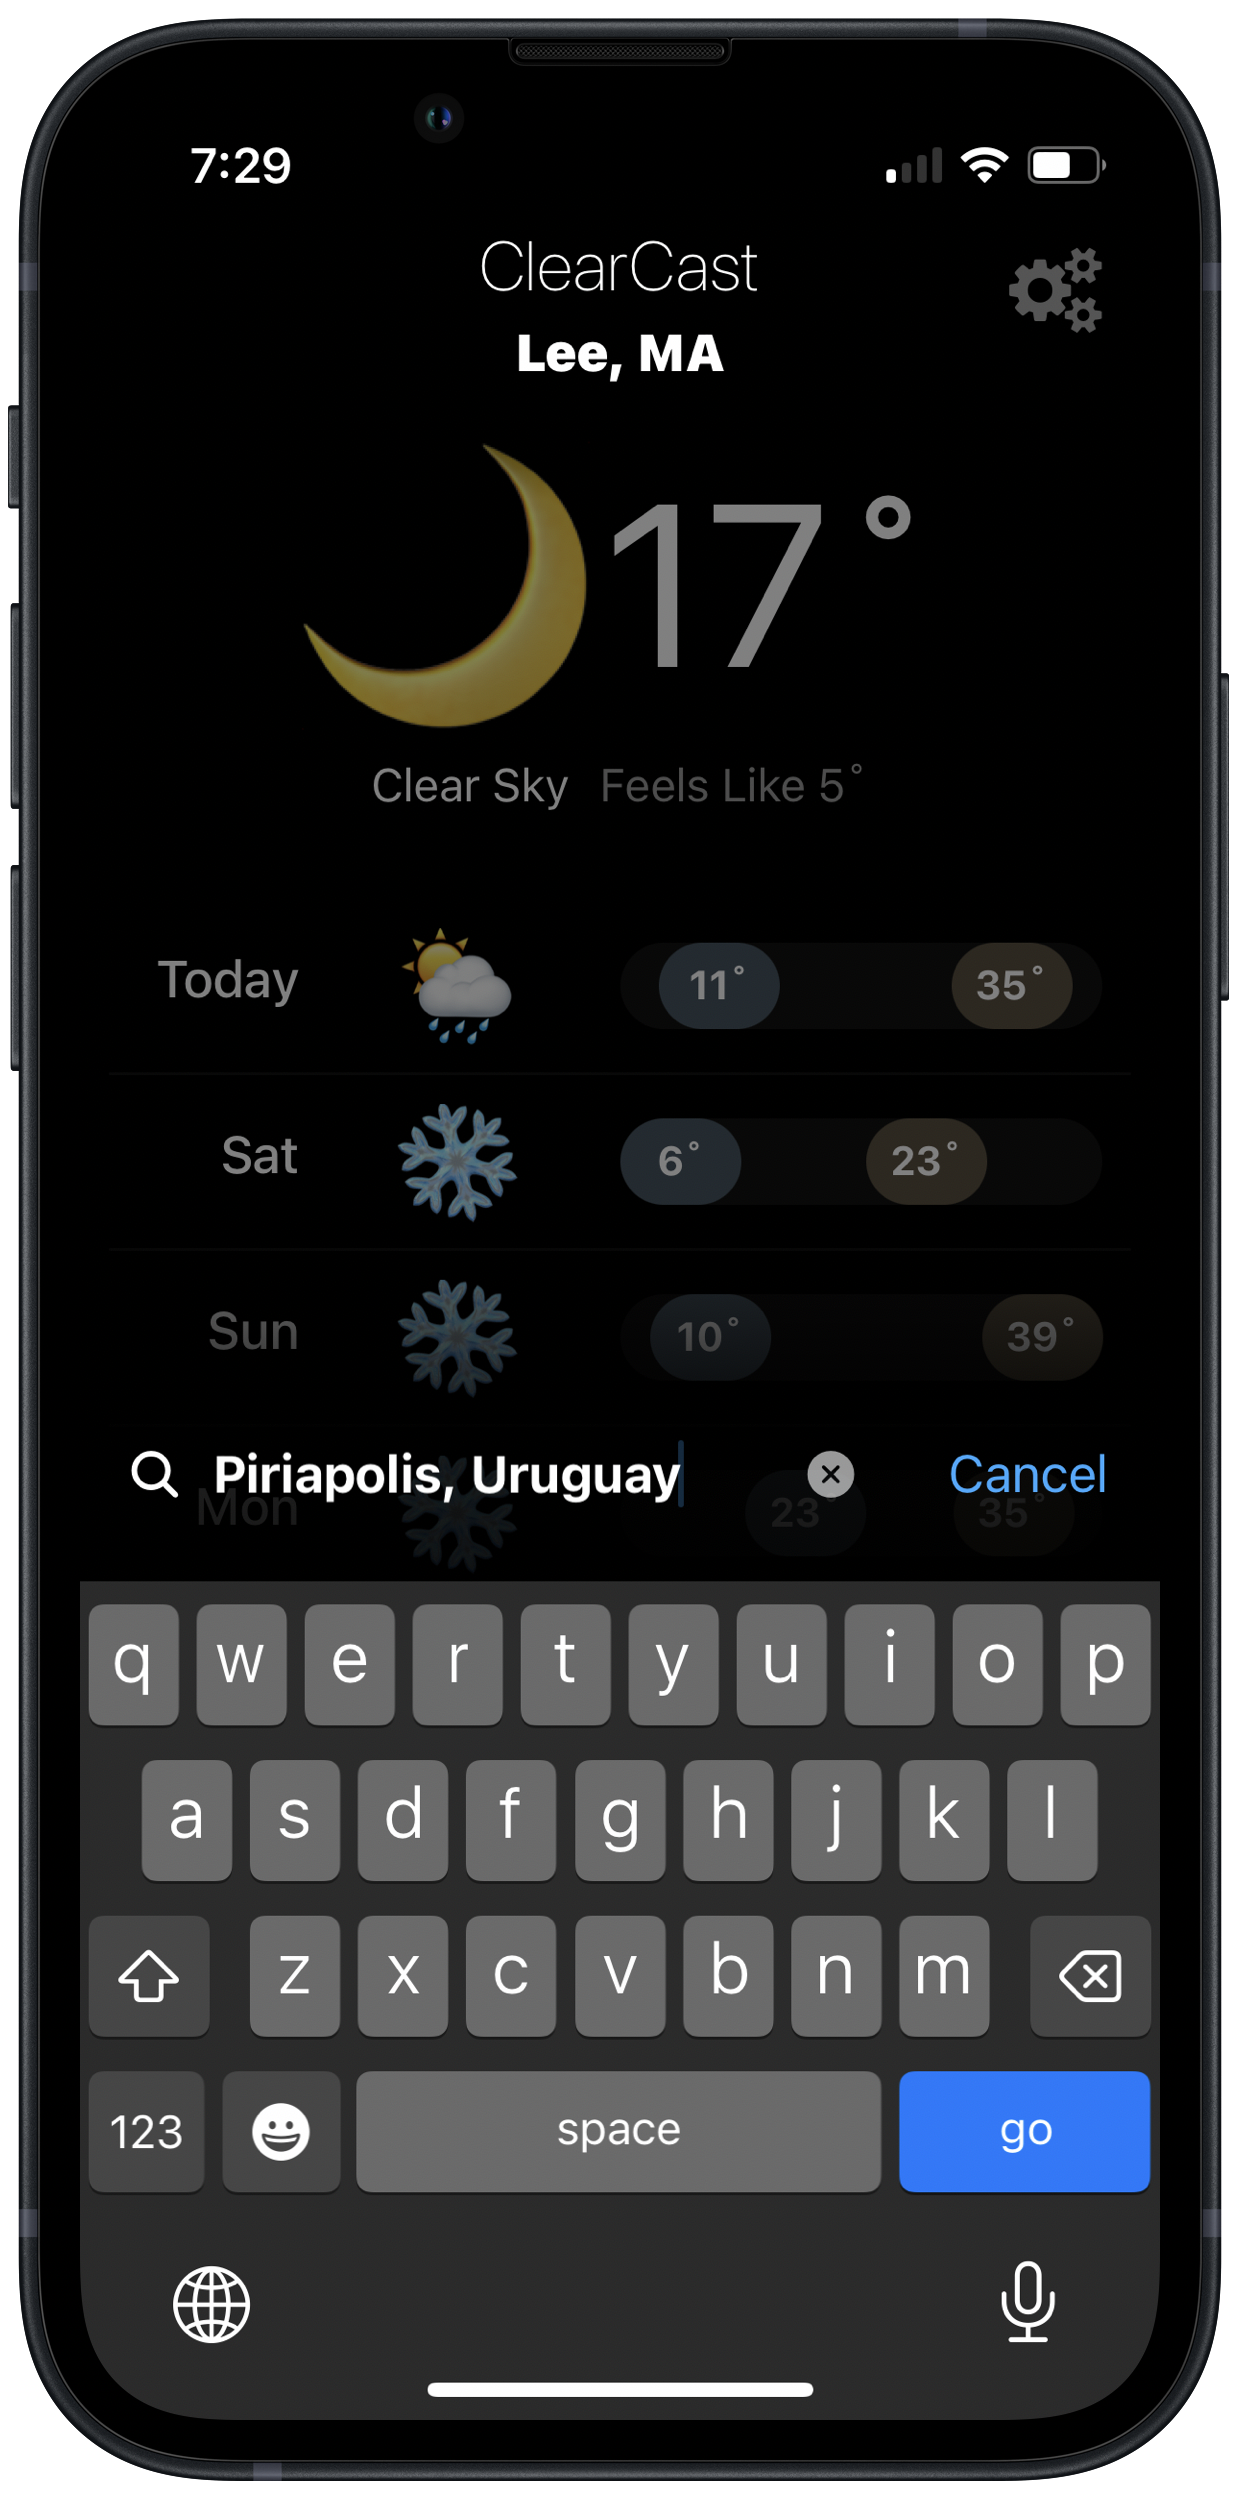 7:29
ClearCast
Lee, MA
17°
Clear Sky Feels Like 5°
Today 11° 35°
Sat 6° 23°
Sun 10° 39°
Piriapolis, Uruguay Cancel
Mon 23° 35°
q w e r t y u i o p
a s d f g h j k l
z x c v b n m
123 space go